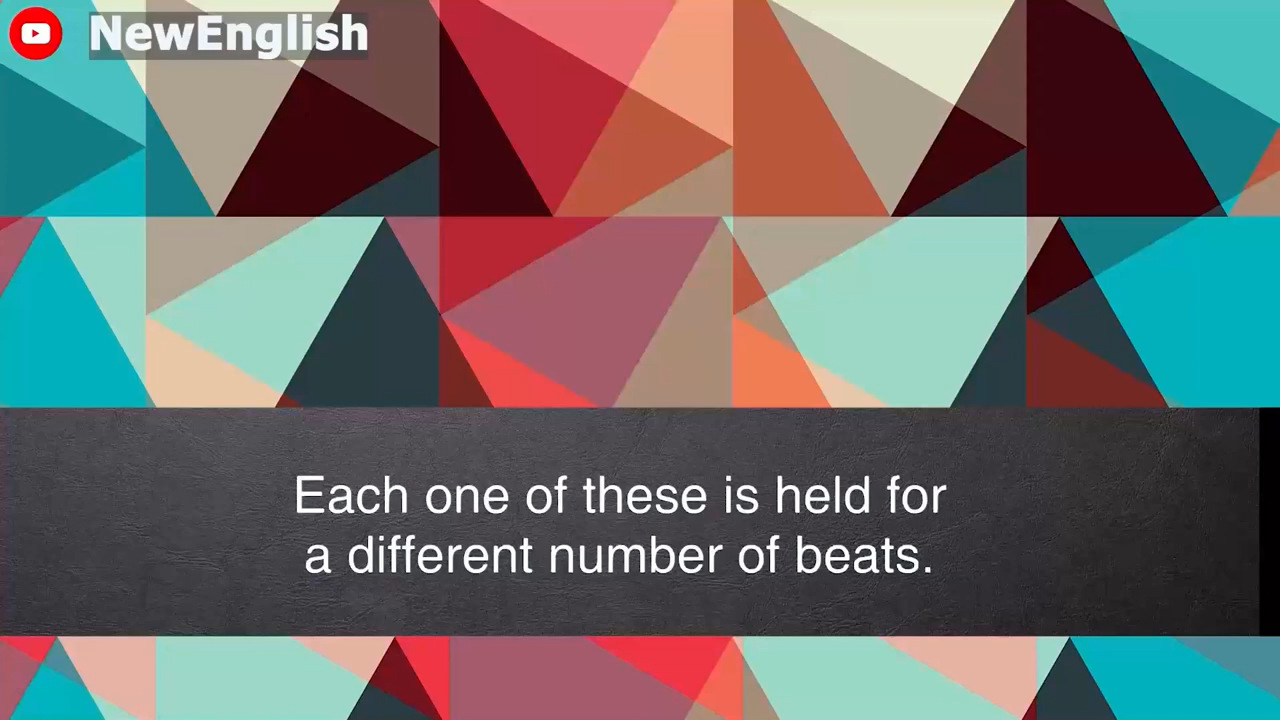 NewEnglish
Each one of these is held for
a different number of beats.